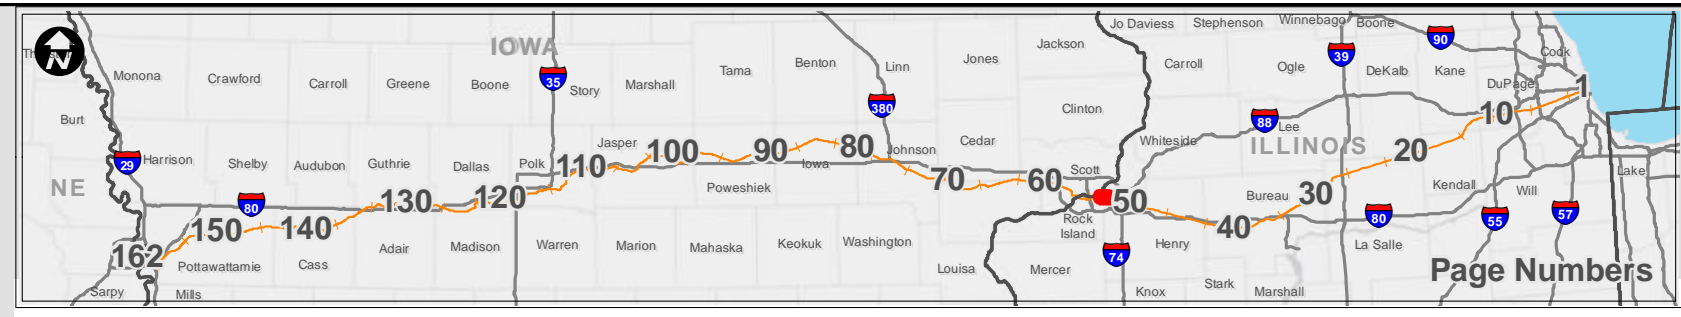 Jo Daviess Stephenson Winnebago Boone
IOWA
N
Monona Crawford Carroll Greene Boone
35
Story Marshall Tama Benton Linn Jones Jackson
Carroll Ogle
39
DeKalb
90
Kane
Cook
DuPage
1
Burt
380
Clinton
Whiteside
88
Lee
ILLINOIS
10
20
29
Harrison Shelby Audubon Guthrie Dallas Polk
110
Jasper
100
90
Iowa
80
Johnson
Cedar
Scott
NE
80
130
120
Poweshiek
70
60
50
Rock
Island
Bureau
30
Kendall
Will
Lake
162
150
140
Adair Madison Warren Marion Mahaska Keokuk Washington
74
Henry
40
80
La Salle
55
57
Pottawattamie
Cass
Louisa Mercer
Page Numbers
Sarpy Mills
Knox Stark Marshall